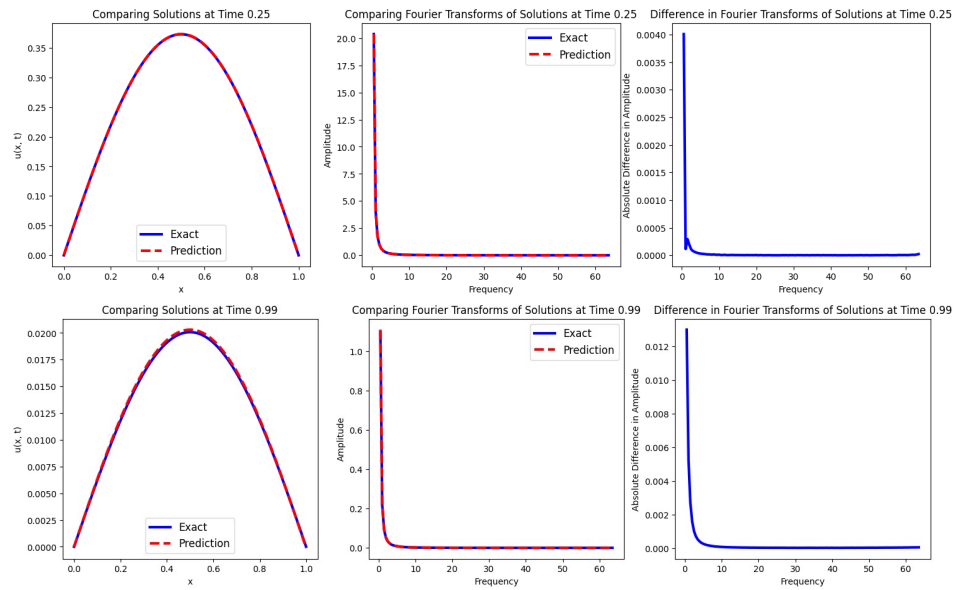 Comparing Solutions at Time 0.25
u(x, t)
0.35
0.30
0.25
0.20
0.15
0.10
0.05
0.00
Exact
Prediction
0.0 0.2 0.4 0.6 0.8 1.0
x
Comparing Fourier Transforms of Solutions at Time 0.25
Amplitude
20.0
17.5
15.0
12.5
10.0
7.5
5.0
2.5
0.0
Exact
Prediction
0 10 20 30 40 50 60
Frequency
Difference in Fourier Transforms of Solutions at Time 0.25
Absolute Difference in Amplitude
0.0040
0.0035
0.0030
0.0025
0.0020
0.0015
0.0010
0.0005
0.0000
0 10 20 30 40 50 60
Frequency
Comparing Solutions at Time 0.99
u(x, t)
0.0200
0.0175
0.0150
0.0125
0.0100
0.0075
0.0050
0.0025
0.0000
Exact
Prediction
0.0 0.2 0.4 0.6 0.8 1.0
x
Comparing Fourier Transforms of Solutions at Time 0.99
Amplitude
1.0
0.8
0.6
0.4
0.2
0.0
Exact
Prediction
0 10 20 30 40 50 60
Frequency
Difference in Fourier Transforms of Solutions at Time 0.99
Absolute Difference in Amplitude
0.012
0.010
0.008
0.006
0.004
0.002
0.000
0 10 20 30 40 50 60
Frequency